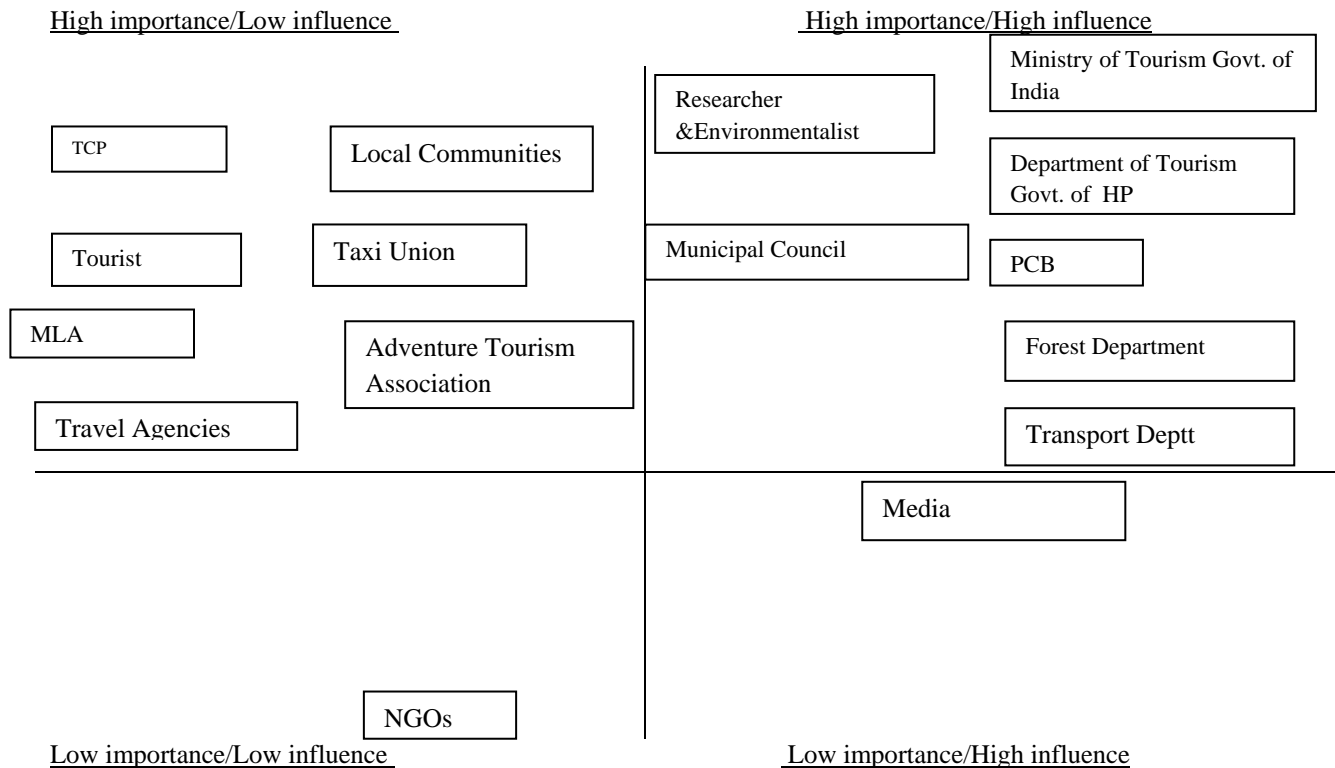 High importance/Low influence
High importance/High influence
Ministry of Tourism Govt. of
India
Researcher
&Environmentalist
TCP
Local Communities
Department of Tourism
Govt. of HP
Tourist
Taxi Union
Municipal Council
PCB
MLA
Adventure Tourism
Association
Forest Department
Travel Agencies
Transport Deptt
Media
NGOs
Low importance/Low influence
Low importance/High influence